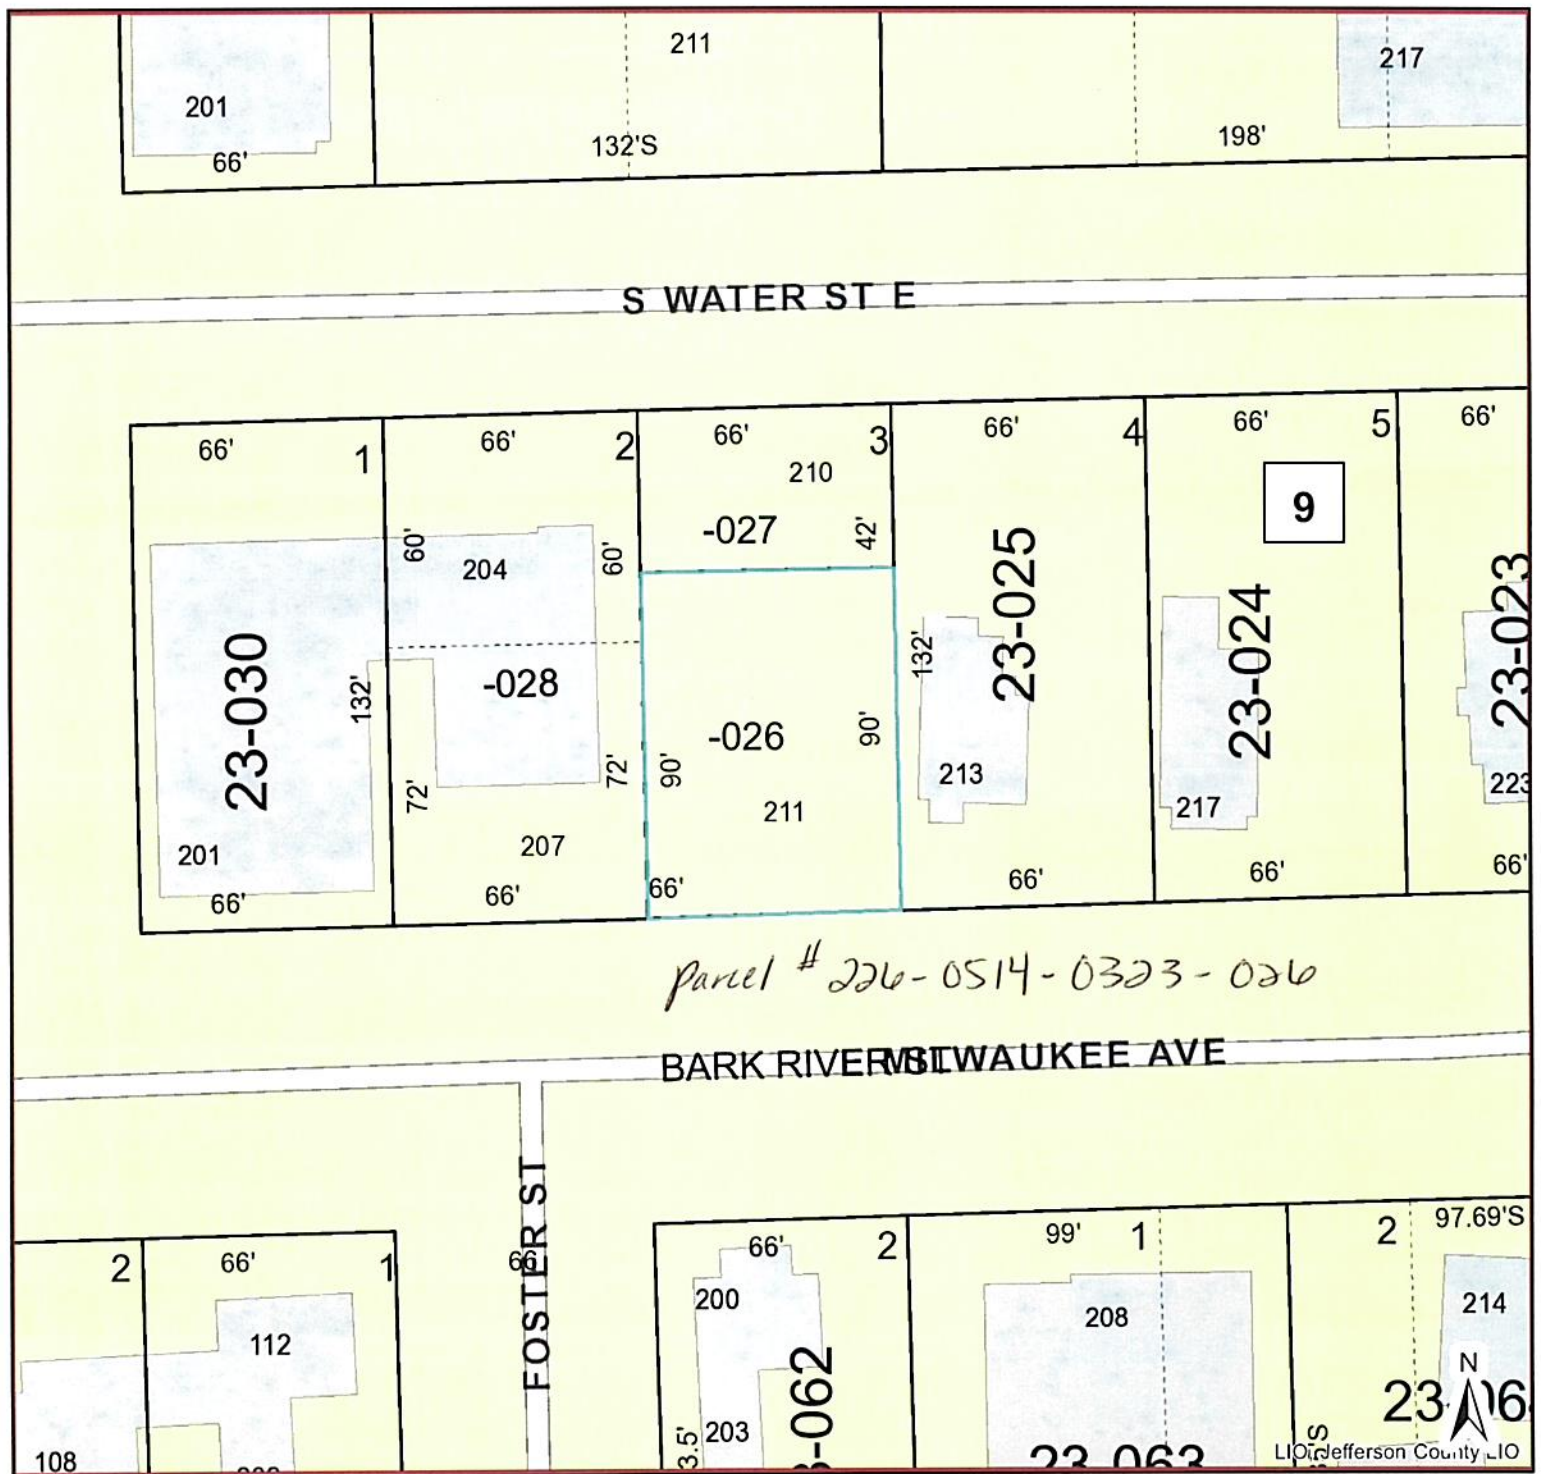 211
217
201
132'S
198'
66'
S WATER ST E
66' 1 66' 2 66' 3 66' 4 66' 5 66'
210
9
-027 42'
60' 204 60'
23-025
23-024
23-023
23-030
132' -028 132'
-026 90'
72' 72' 90'
213
217
223
211
201 207
66' 66' 66' 66' 66' 66'
Parcel # 226-0514-0323-026
BARK RIVER ST MILWAUKEE AVE
FOSTER ST
2 66' 1 66' 66' 2 99' 1 2 97.69'S
200
208
214
112
N
203
108
LIO, Jefferson County LIO